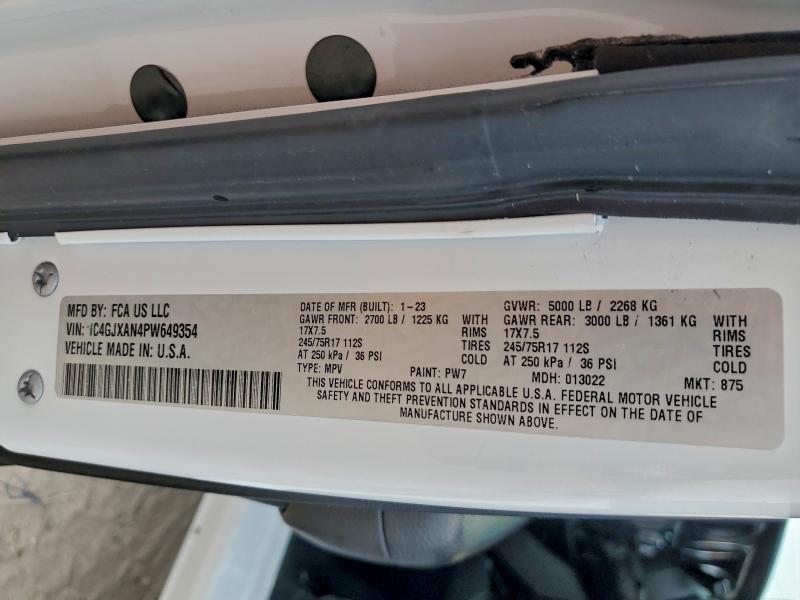 MFD BY: FCA US LLC
VIN: 1C4GJXAN4PW649354
VEHICLE MADE IN: U.S.A.
DATE OF MFR (BUILT): 1-23
GAWR FRONT: 2700 LB / 1225 KG WITH
17X7.5 RIMS
245/75R17 112S TIRES
AT 250 kPa / 36 PSI COLD
TYPE: MPV PAINT: PW7
GVWR: 5000 LB / 2268 KG
GAWR REAR: 3000 LB / 1361 KG WITH
17X7.5 RIMS
245/75R17 112S TIRES
AT 250 kPa / 36 PSI COLD
MDH: 013022 MKT: 875
THIS VEHICLE CONFORMS TO ALL APPLICABLE U.S.A. FEDERAL MOTOR VEHICLE
SAFETY AND THEFT PREVENTION STANDARDS IN EFFECT ON THE DATE OF
MANUFACTURE SHOWN ABOVE.